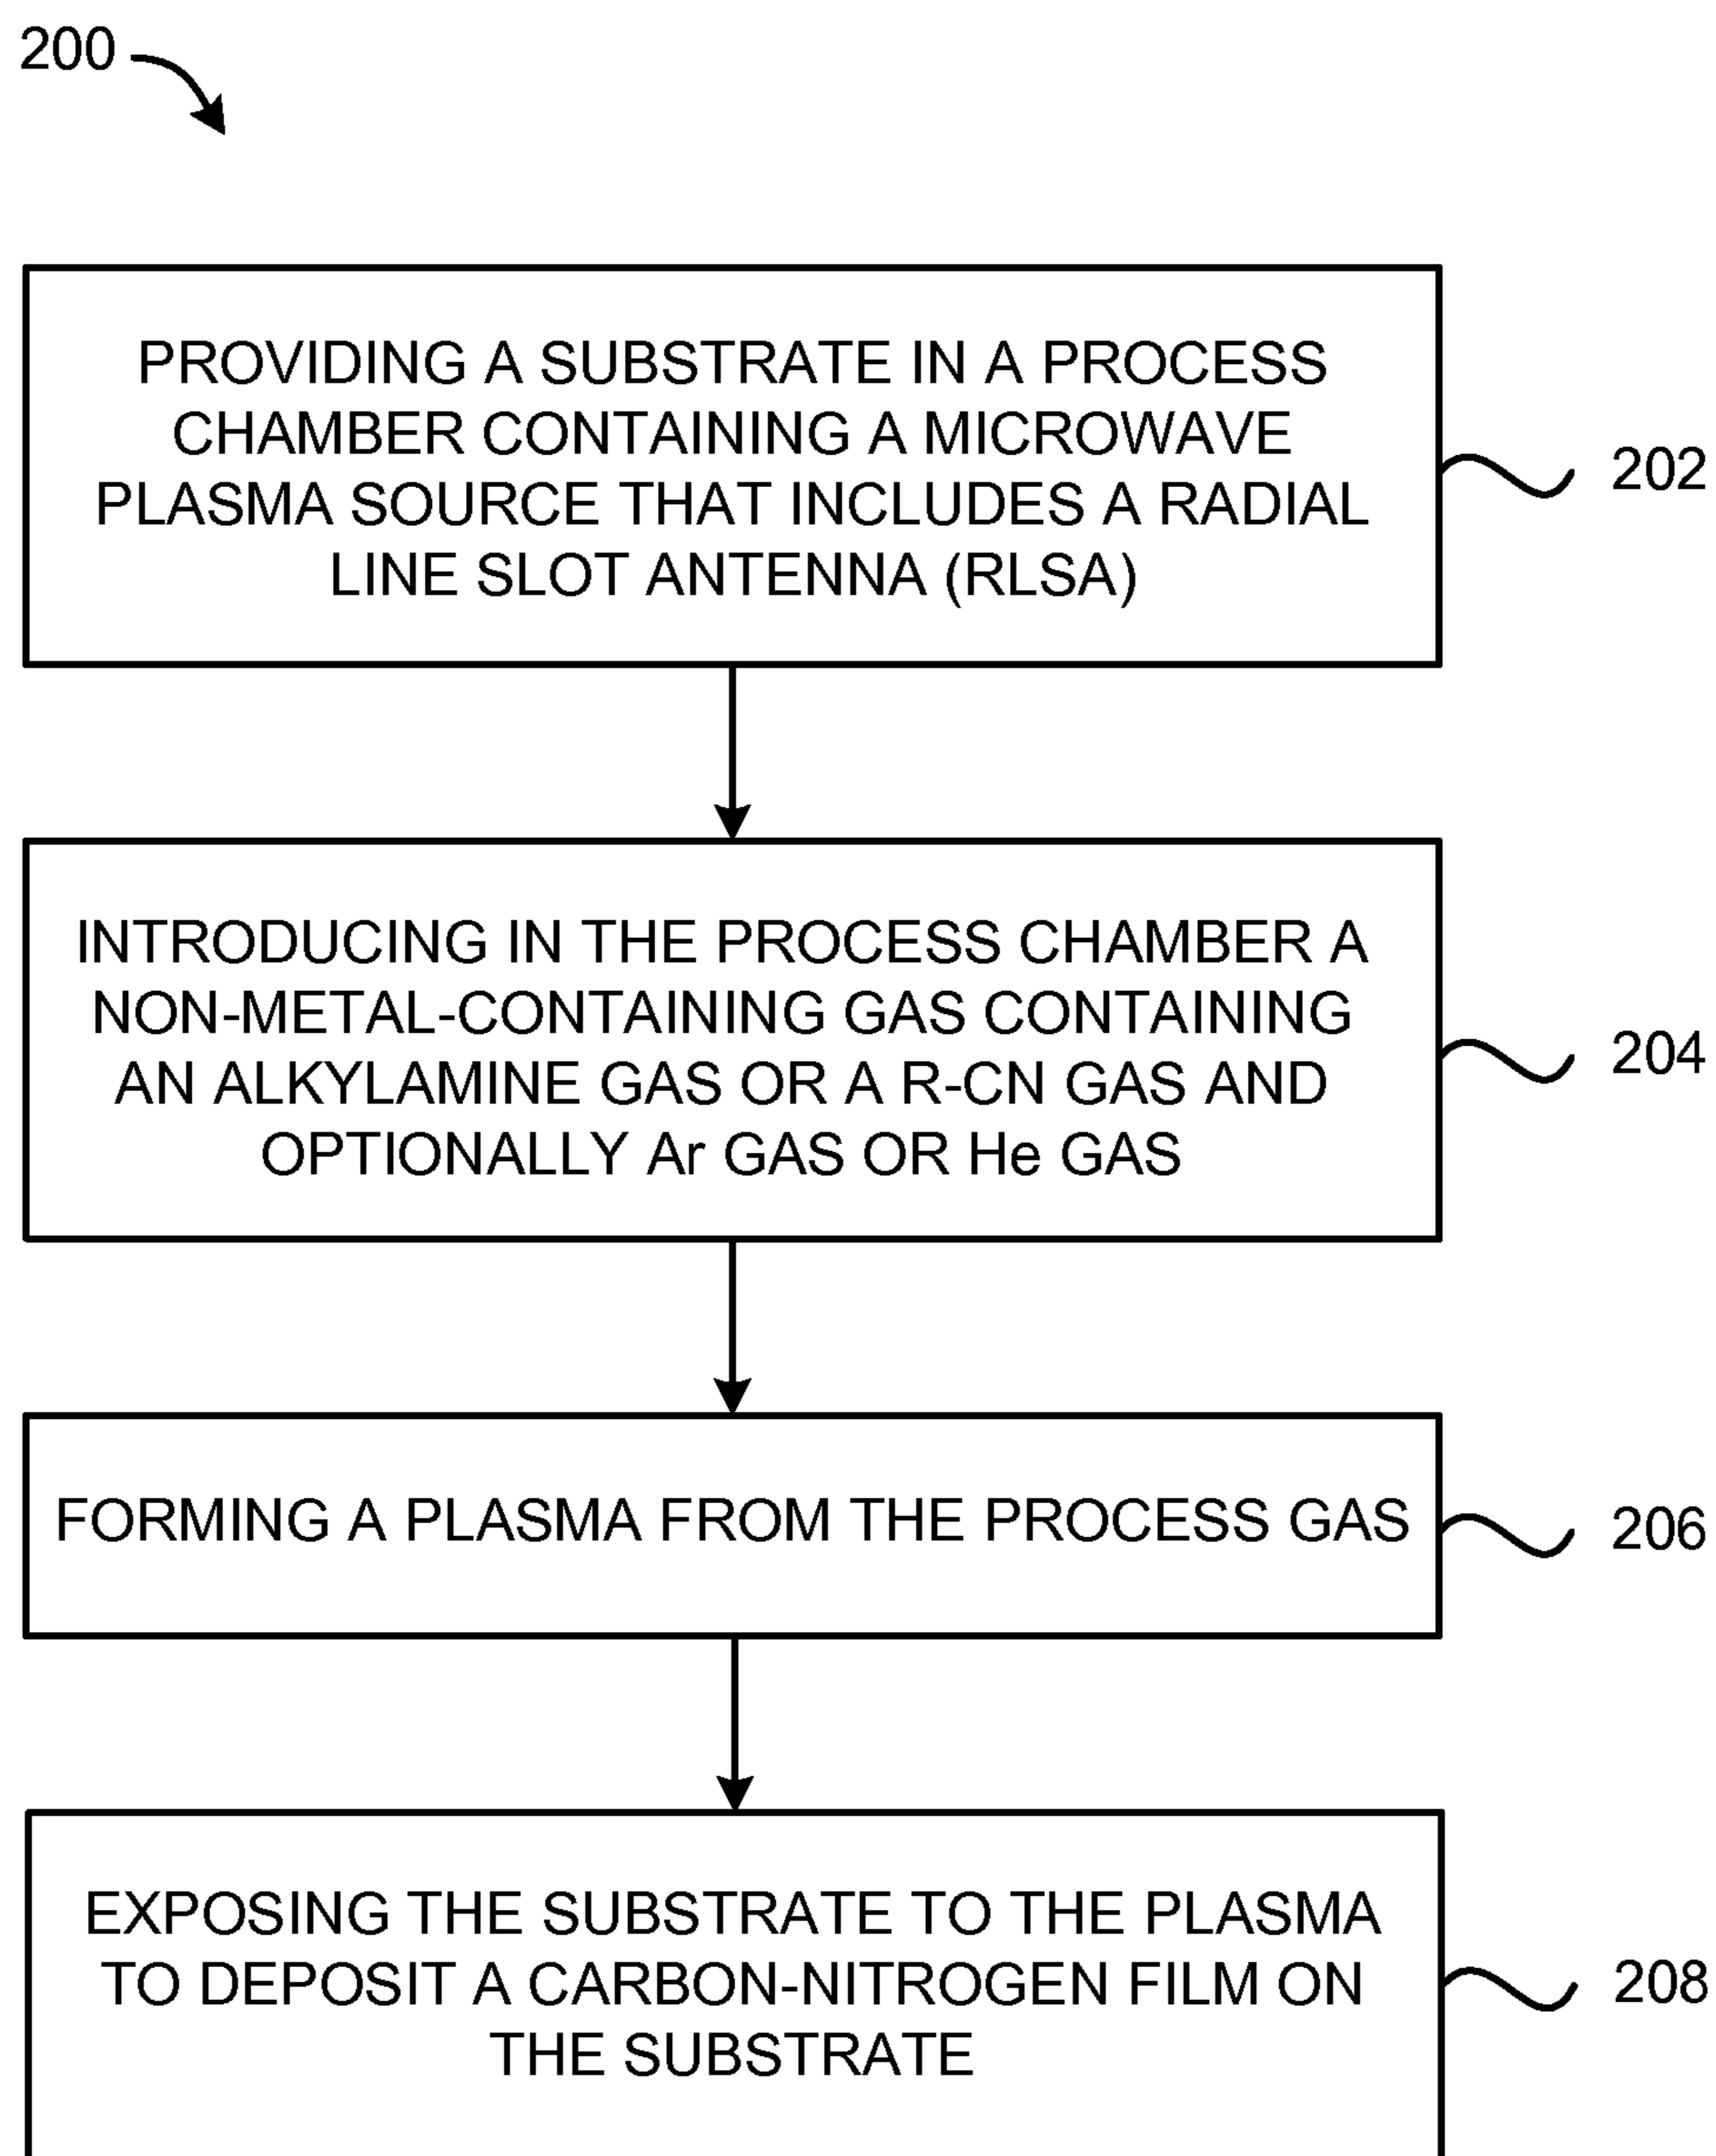 200
PROVIDING A SUBSTRATE IN A PROCESS
CHAMBER CONTAINING A MICROWAVE
PLASMA SOURCE THAT INCLUDES A RADIAL
LINE SLOT ANTENNA (RLSA)
202
INTRODUCING IN THE PROCESS CHAMBER A
NON-METAL-CONTAINING GAS CONTAINING
AN ALKYLAMINE GAS OR A R-CN GAS AND
OPTIONALLY Ar GAS OR He GAS
204
FORMING A PLASMA FROM THE PROCESS GAS
206
EXPOSING THE SUBSTRATE TO THE PLASMA
TO DEPOSIT A CARBON-NITROGEN FILM ON
THE SUBSTRATE
208